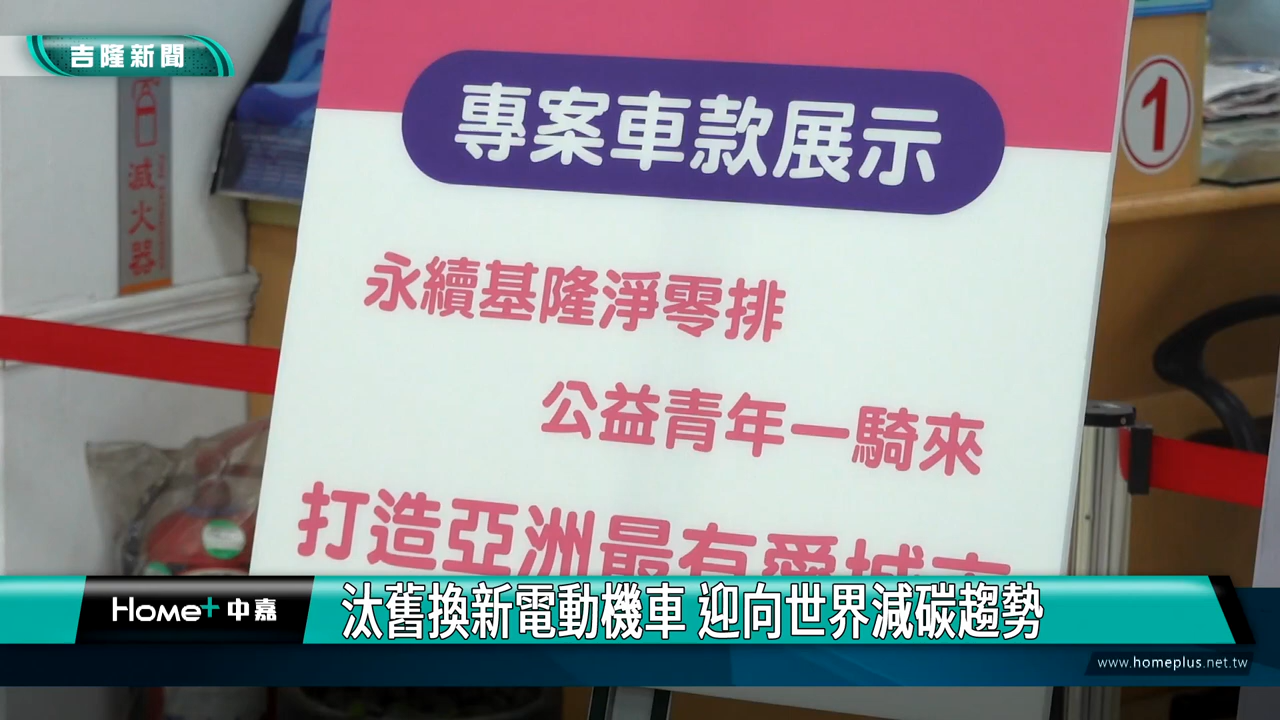 吉隆新聞
專案車款展示
1
滅火器
永續基隆淨零排
公益青年一騎來
打造亞洲最有愛城市
Home+中嘉
汰舊換新電動機車 迎向世界減碳趨勢
www.homeplus.net.tw